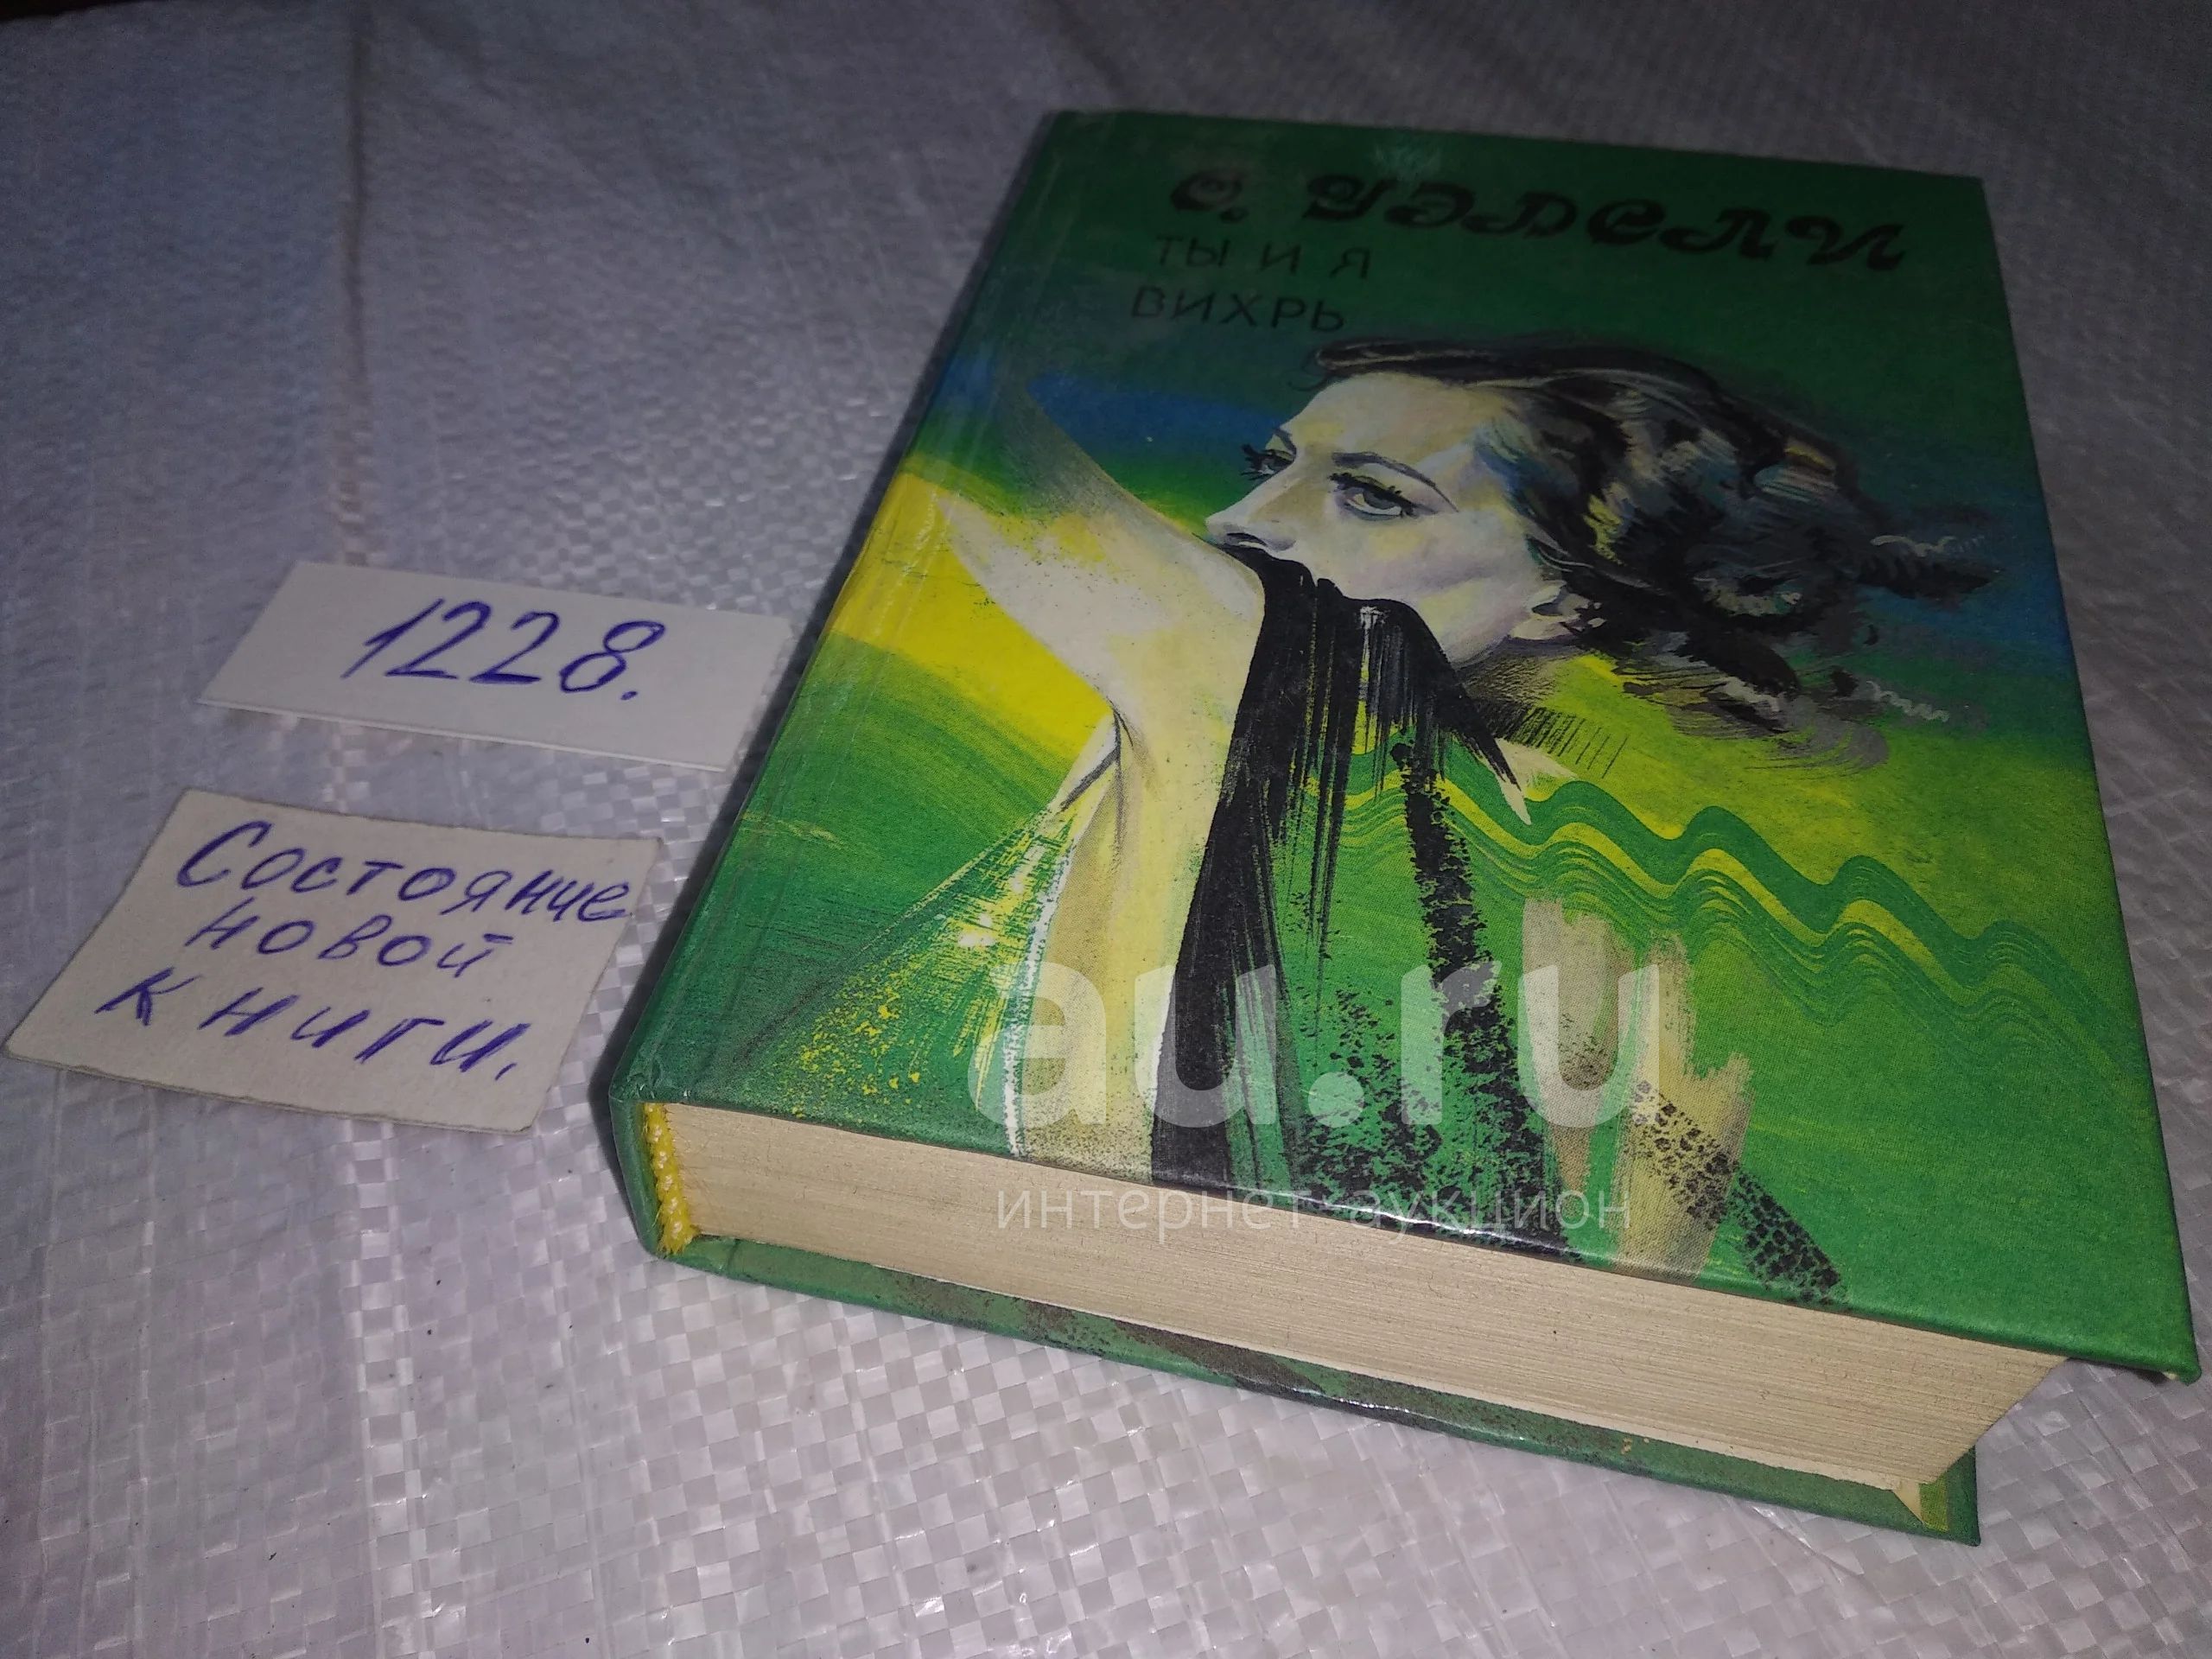 О. УЭДСЛИ
ТЫ И Я
ВИХРЬ
1228.
Состояние
новой
книги.
au.ru
интернет-аукцион